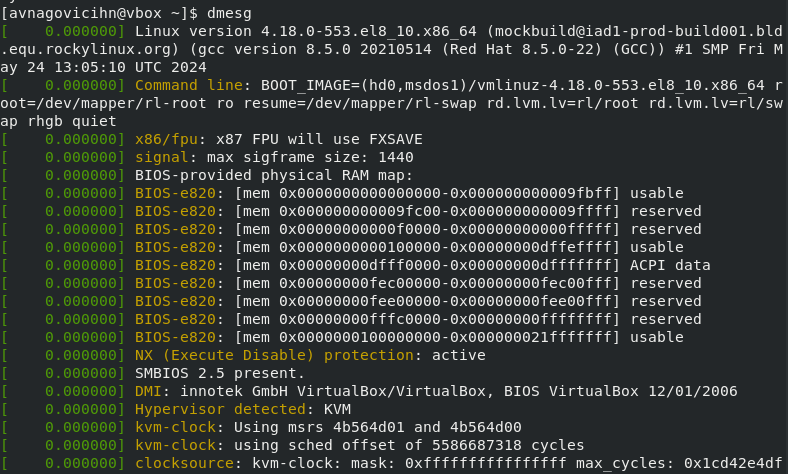 [avnagovicihn@vbox ~]$ dmesg
[    0.000000] Linux version 4.18.0-553.el8_10.x86_64 (mockbuild@iad1-prod-build001.bld
.equ.rockylinux.org) (gcc version 8.5.0 20210514 (Red Hat 8.5.0-22) (GCC)) #1 SMP Fri M
ay 24 13:05:10 UTC 2024
[    0.000000] Command line: BOOT_IMAGE=(hd0,msdos1)/vmlinuz-4.18.0-553.el8_10.x86_64 r
oot=/dev/mapper/rl-root ro resume=/dev/mapper/rl-swap rd.lvm.lv=rl/root rd.lvm.lv=rl/sw
ap rhgb quiet
[    0.000000] x86/fpu: x87 FPU will use FXSAVE
[    0.000000] signal: max sigframe size: 1440
[    0.000000] BIOS-provided physical RAM map:
[    0.000000] BIOS-e820: [mem 0x0000000000000000-0x000000000009fbff] usable
[    0.000000] BIOS-e820: [mem 0x000000000009fc00-0x000000000009ffff] reserved
[    0.000000] BIOS-e820: [mem 0x00000000000f0000-0x00000000000fffff] reserved
[    0.000000] BIOS-e820: [mem 0x0000000000100000-0x00000000dffeffff] usable
[    0.000000] BIOS-e820: [mem 0x00000000dfff0000-0x00000000dfffffff] ACPI data
[    0.000000] BIOS-e820: [mem 0x00000000fec00000-0x00000000fec00fff] reserved
[    0.000000] BIOS-e820: [mem 0x00000000fee00000-0x00000000fee00fff] reserved
[    0.000000] BIOS-e820: [mem 0x00000000fffc0000-0x00000000ffffffff] reserved
[    0.000000] BIOS-e820: [mem 0x0000000100000000-0x000000021fffffff] usable
[    0.000000] NX (Execute Disable) protection: active
[    0.000000] SMBIOS 2.5 present.
[    0.000000] DMI: innotek GmbH VirtualBox/VirtualBox, BIOS VirtualBox 12/01/2006
[    0.000000] Hypervisor detected: KVM
[    0.000000] kvm-clock: Using msrs 4b564d01 and 4b564d00
[    0.000000] kvm-clock: using sched offset of 5586687318 cycles
[    0.000000] clocksource: kvm-clock: mask: 0xffffffffffffffff max_cycles: 0x1cd42e4df